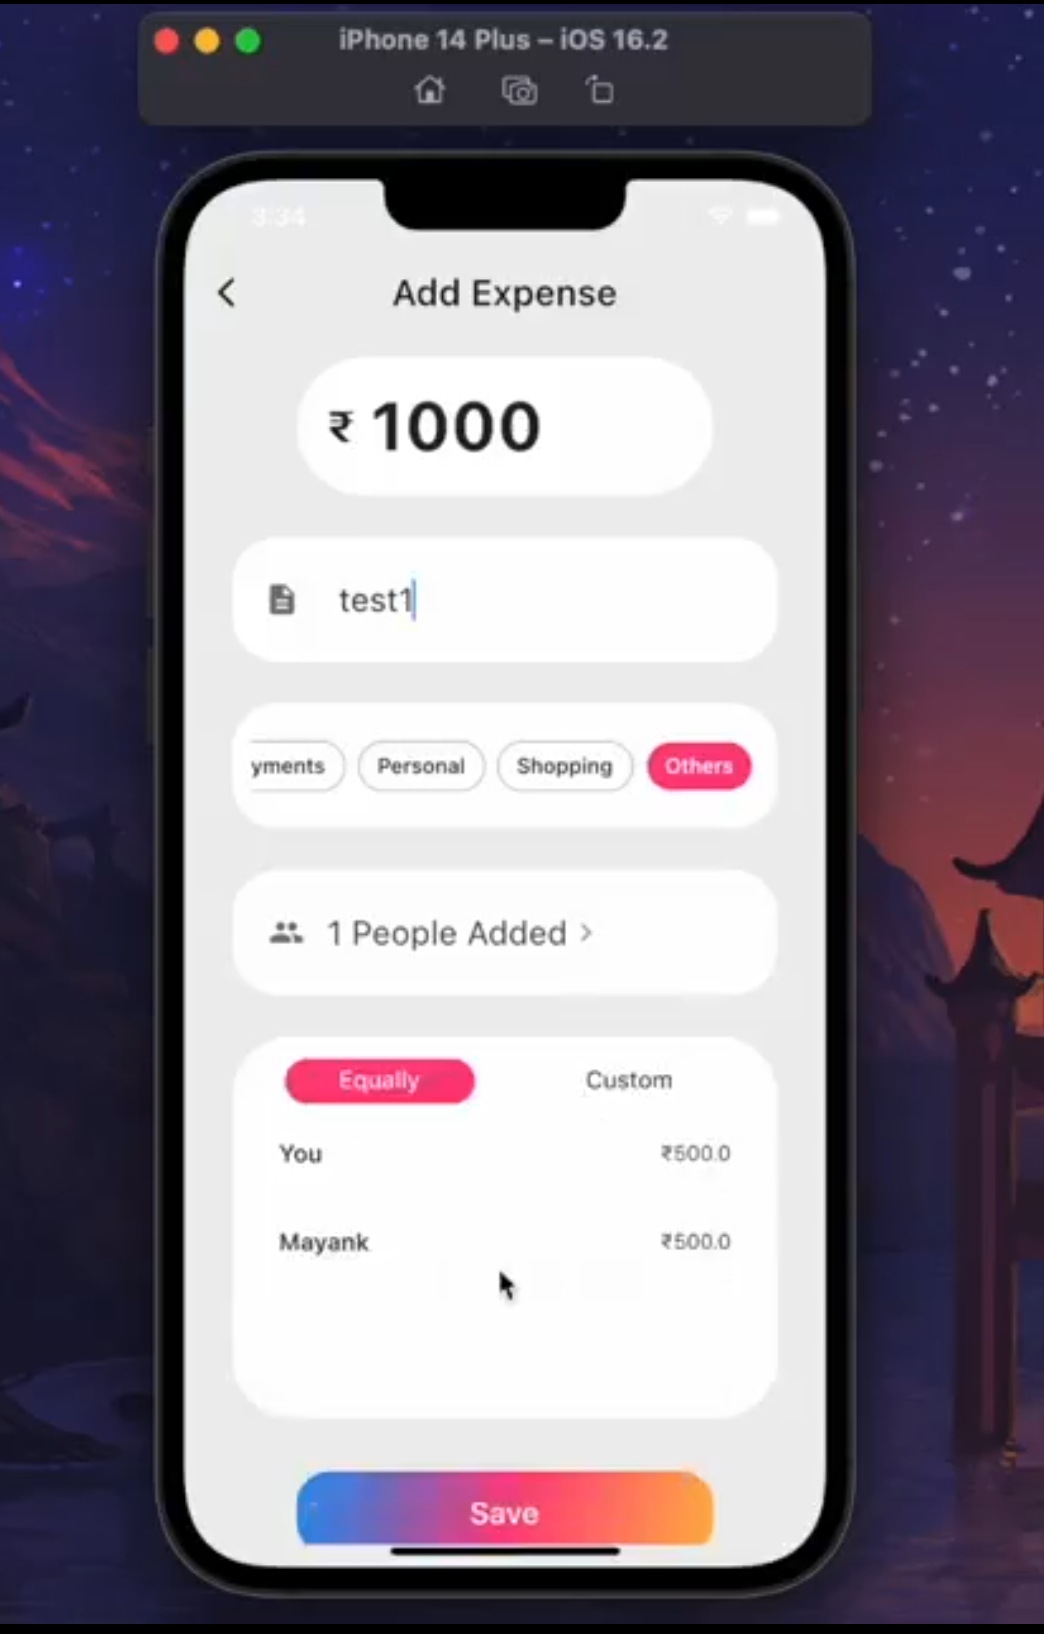 iPhone 14 Plus – iOS 16.2
3:34
Add Expense
₹ 1000
test1
yments Personal Shopping Others
1 People Added >
Equally Custom
You ₹500.0
Mayank ₹500.0
Save